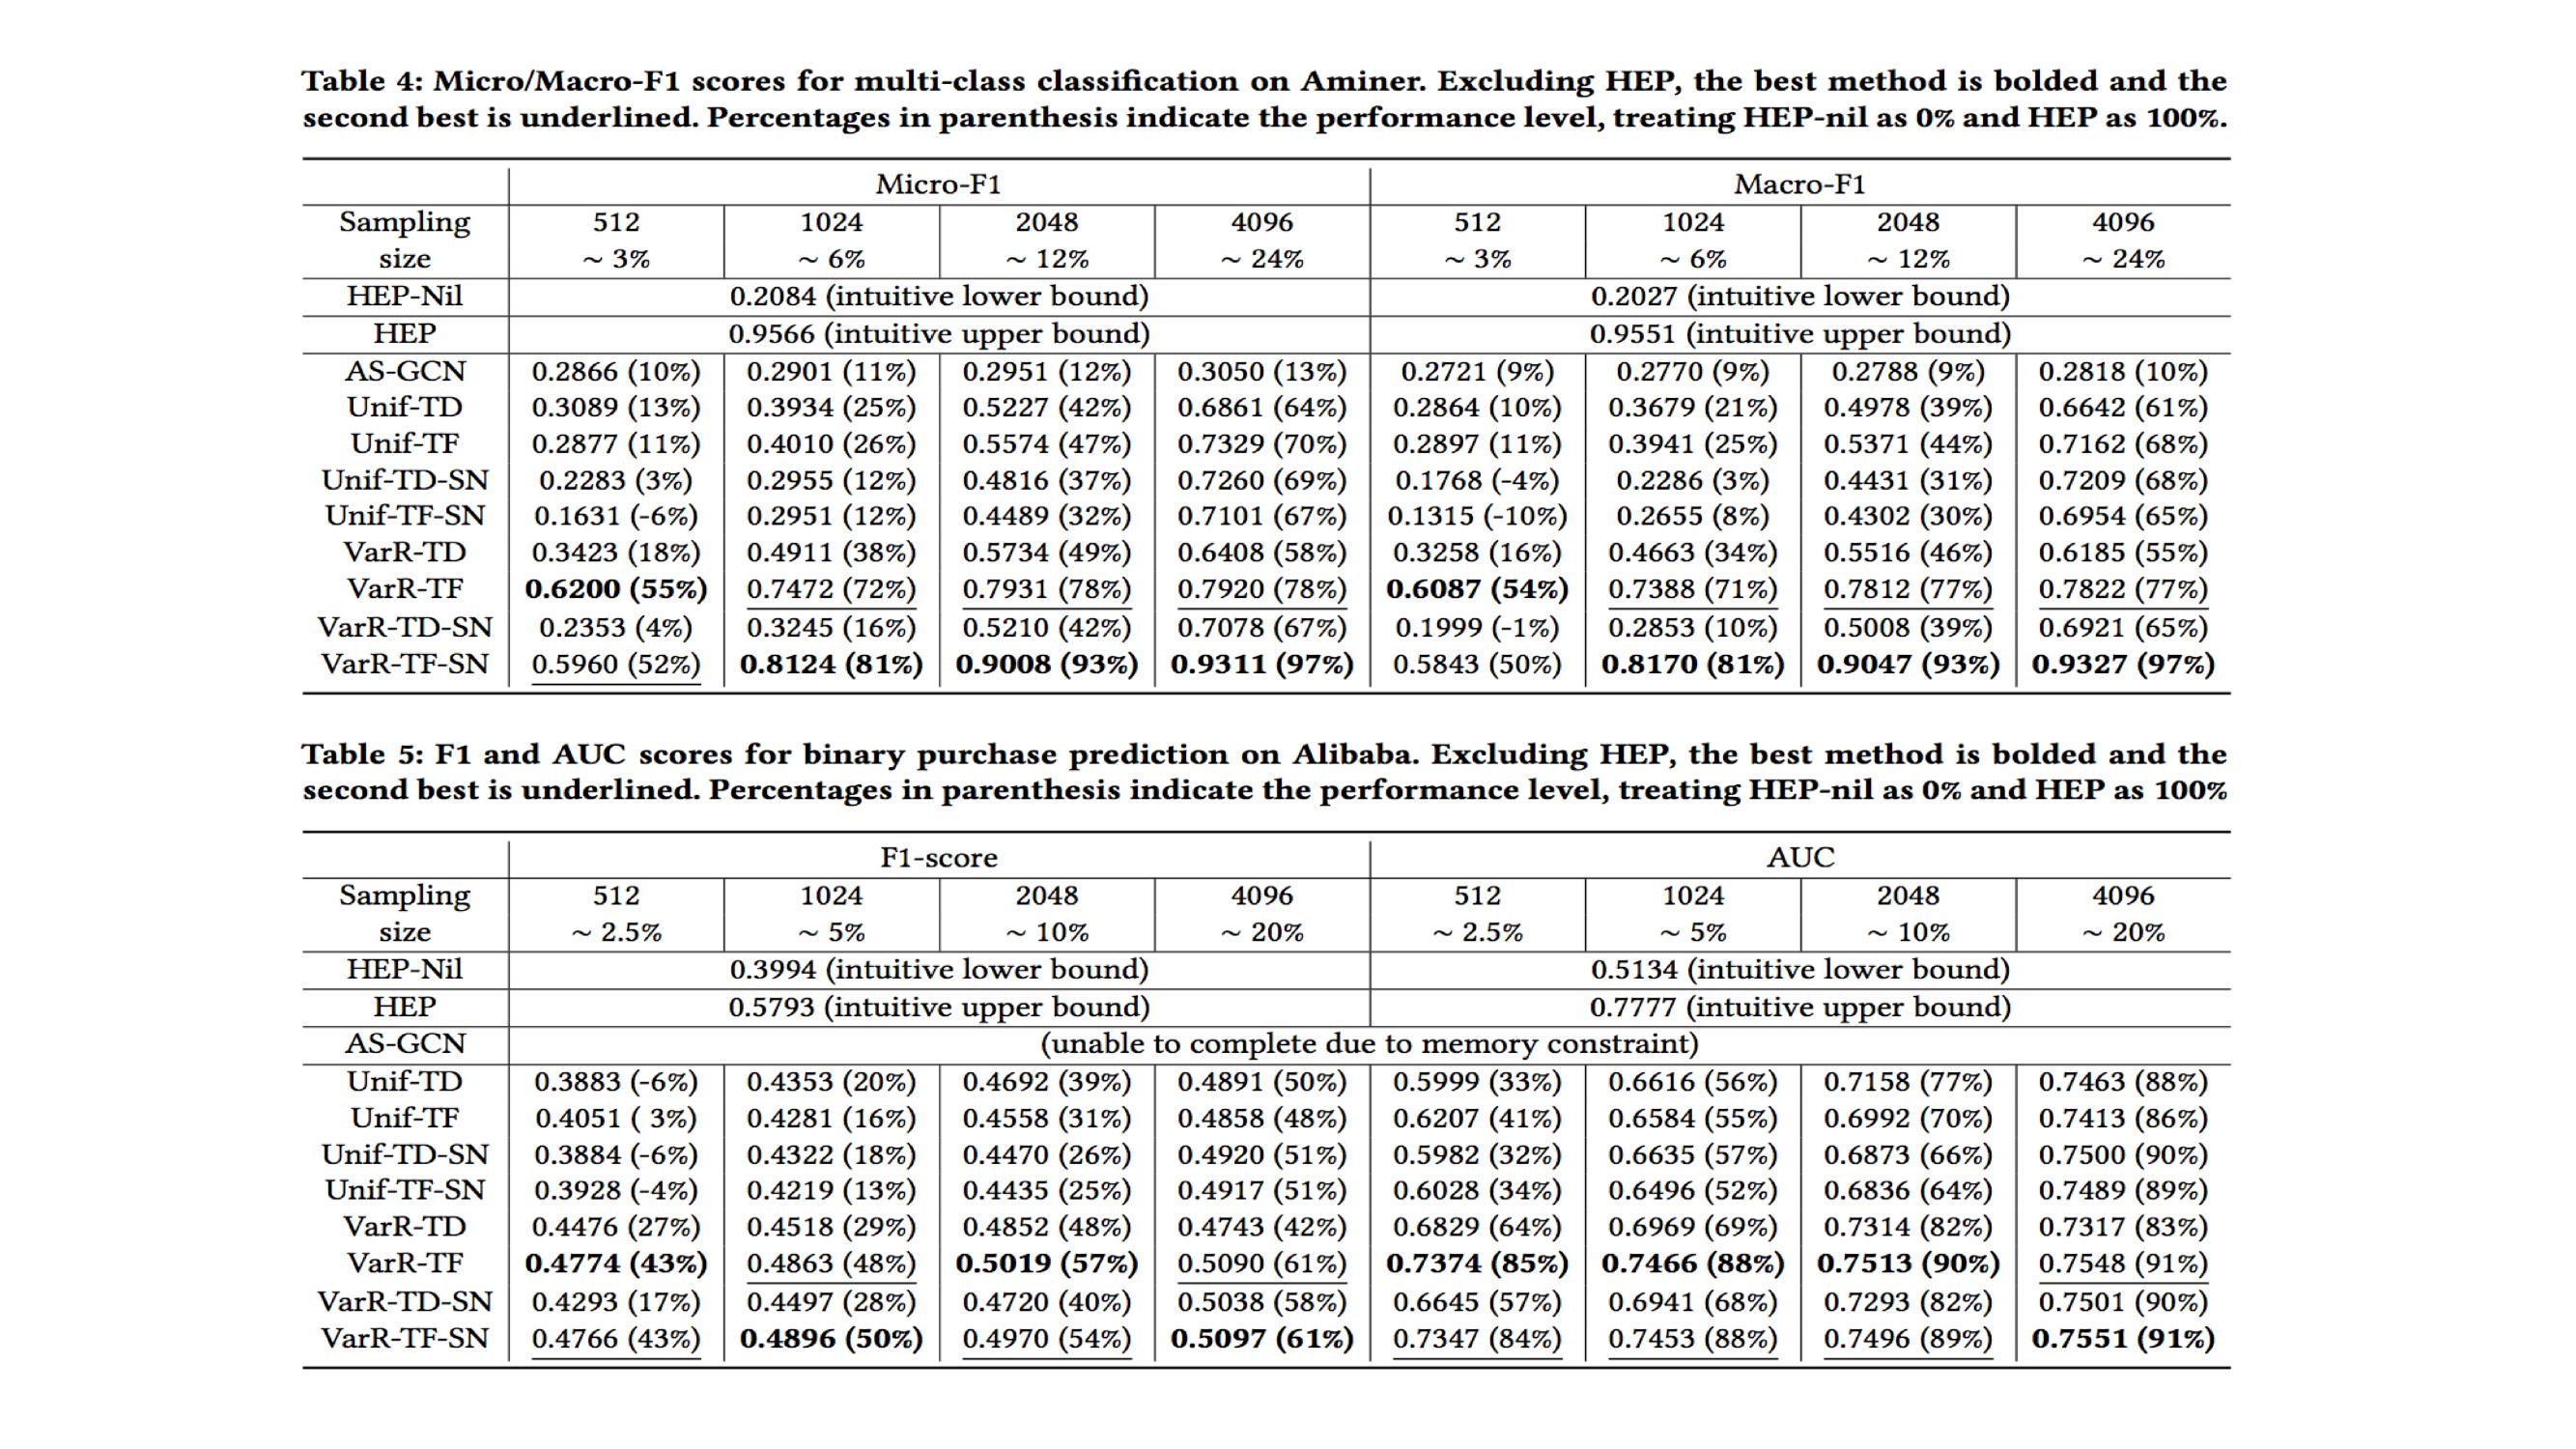 Table 4: Micro/Macro-F1 scores for multi-class classification on Aminer. Excluding HEP, the best method is bolded and the
second best is underlined. Percentages in parenthesis indicate the performance level, treating HEP-nil as 0% and HEP as 100%.
Micro-F1 Macro-F1
Sampling 512 1024 2048 4096 512 1024 2048 4096
size ~ 3% ~ 6% ~ 12% ~ 24% ~ 3% ~ 6% ~ 12% ~ 24%
HEP-Nil 0.2084 (intuitive lower bound) 0.2027 (intuitive lower bound)
HEP 0.9566 (intuitive upper bound) 0.9551 (intuitive upper bound)
AS-GCN 0.2866 (10%) 0.2901 (11%) 0.2951 (12%) 0.3050 (13%) 0.2721 (9%) 0.2770 (9%) 0.2788 (9%) 0.2818 (10%)
Unif-TD 0.3089 (13%) 0.3934 (25%) 0.5227 (42%) 0.6861 (64%) 0.2864 (10%) 0.3679 (21%) 0.4978 (39%) 0.6642 (61%)
Unif-TF 0.2877 (11%) 0.4010 (26%) 0.5574 (47%) 0.7329 (70%) 0.2897 (11%) 0.3941 (25%) 0.5371 (44%) 0.7162 (68%)
Unif-TD-SN 0.2283 (3%) 0.2955 (12%) 0.4816 (37%) 0.7260 (69%) 0.1768 (-4%) 0.2286 (3%) 0.4431 (31%) 0.7209 (68%)
Unif-TF-SN 0.1631 (-6%) 0.2951 (12%) 0.4489 (32%) 0.7101 (67%) 0.1315 (-10%) 0.2655 (8%) 0.4302 (30%) 0.6954 (65%)
VarR-TD 0.3423 (18%) 0.4911 (38%) 0.5734 (49%) 0.6408 (58%) 0.3258 (16%) 0.4663 (34%) 0.5516 (46%) 0.6185 (55%)
VarR-TF 0.6200 (55%) 0.7472 (72%) 0.7931 (78%) 0.7920 (78%) 0.6087 (54%) 0.7388 (71%) 0.7812 (77%) 0.7822 (77%)
VarR-TD-SN 0.2353 (4%) 0.3245 (16%) 0.5210 (42%) 0.7078 (67%) 0.1999 (-1%) 0.2853 (10%) 0.5008 (39%) 0.6921 (65%)
VarR-TF-SN 0.5960 (52%) 0.8124 (81%) 0.9008 (93%) 0.9311 (97%) 0.5843 (50%) 0.8170 (81%) 0.9047 (93%) 0.9327 (97%)
Table 5: F1 and AUC scores for binary purchase prediction on Alibaba. Excluding HEP, the best method is bolded and the
second best is underlined. Percentages in parenthesis indicate the performance level, treating HEP-nil as 0% and HEP as 100%
F1-score AUC
Sampling 512 1024 2048 4096 512 1024 2048 4096
size ~ 2.5% ~ 5% ~ 10% ~ 20% ~ 2.5% ~ 5% ~ 10% ~ 20%
HEP-Nil 0.3994 (intuitive lower bound) 0.5134 (intuitive lower bound)
HEP 0.5793 (intuitive upper bound) 0.7777 (intuitive upper bound)
AS-GCN (unable to complete due to memory constraint)
Unif-TD 0.3883 (-6%) 0.4353 (20%) 0.4692 (39%) 0.4891 (50%) 0.5999 (33%) 0.6616 (56%) 0.7158 (77%) 0.7463 (88%)
Unif-TF 0.4051 ( 3%) 0.4281 (16%) 0.4558 (31%) 0.4858 (48%) 0.6207 (41%) 0.6584 (55%) 0.6992 (70%) 0.7413 (86%)
Unif-TD-SN 0.3884 (-6%) 0.4322 (18%) 0.4470 (26%) 0.4920 (51%) 0.5982 (32%) 0.6635 (57%) 0.6873 (66%) 0.7500 (90%)
Unif-TF-SN 0.3928 (-4%) 0.4219 (13%) 0.4435 (25%) 0.4917 (51%) 0.6028 (34%) 0.6496 (52%) 0.6836 (64%) 0.7489 (89%)
VarR-TD 0.4476 (27%) 0.4518 (29%) 0.4852 (48%) 0.4743 (42%) 0.6829 (64%) 0.6969 (69%) 0.7314 (82%) 0.7317 (83%)
VarR-TF 0.4774 (43%) 0.4863 (48%) 0.5019 (57%) 0.5090 (61%) 0.7374 (85%) 0.7466 (88%) 0.7513 (90%) 0.7548 (91%)
VarR-TD-SN 0.4293 (17%) 0.4497 (28%) 0.4720 (40%) 0.5038 (58%) 0.6645 (57%) 0.6941 (68%) 0.7293 (82%) 0.7501 (90%)
VarR-TF-SN 0.4766 (43%) 0.4896 (50%) 0.4970 (54%) 0.5097 (61%) 0.7347 (84%) 0.7453 (88%) 0.7496 (89%) 0.7551 (91%)